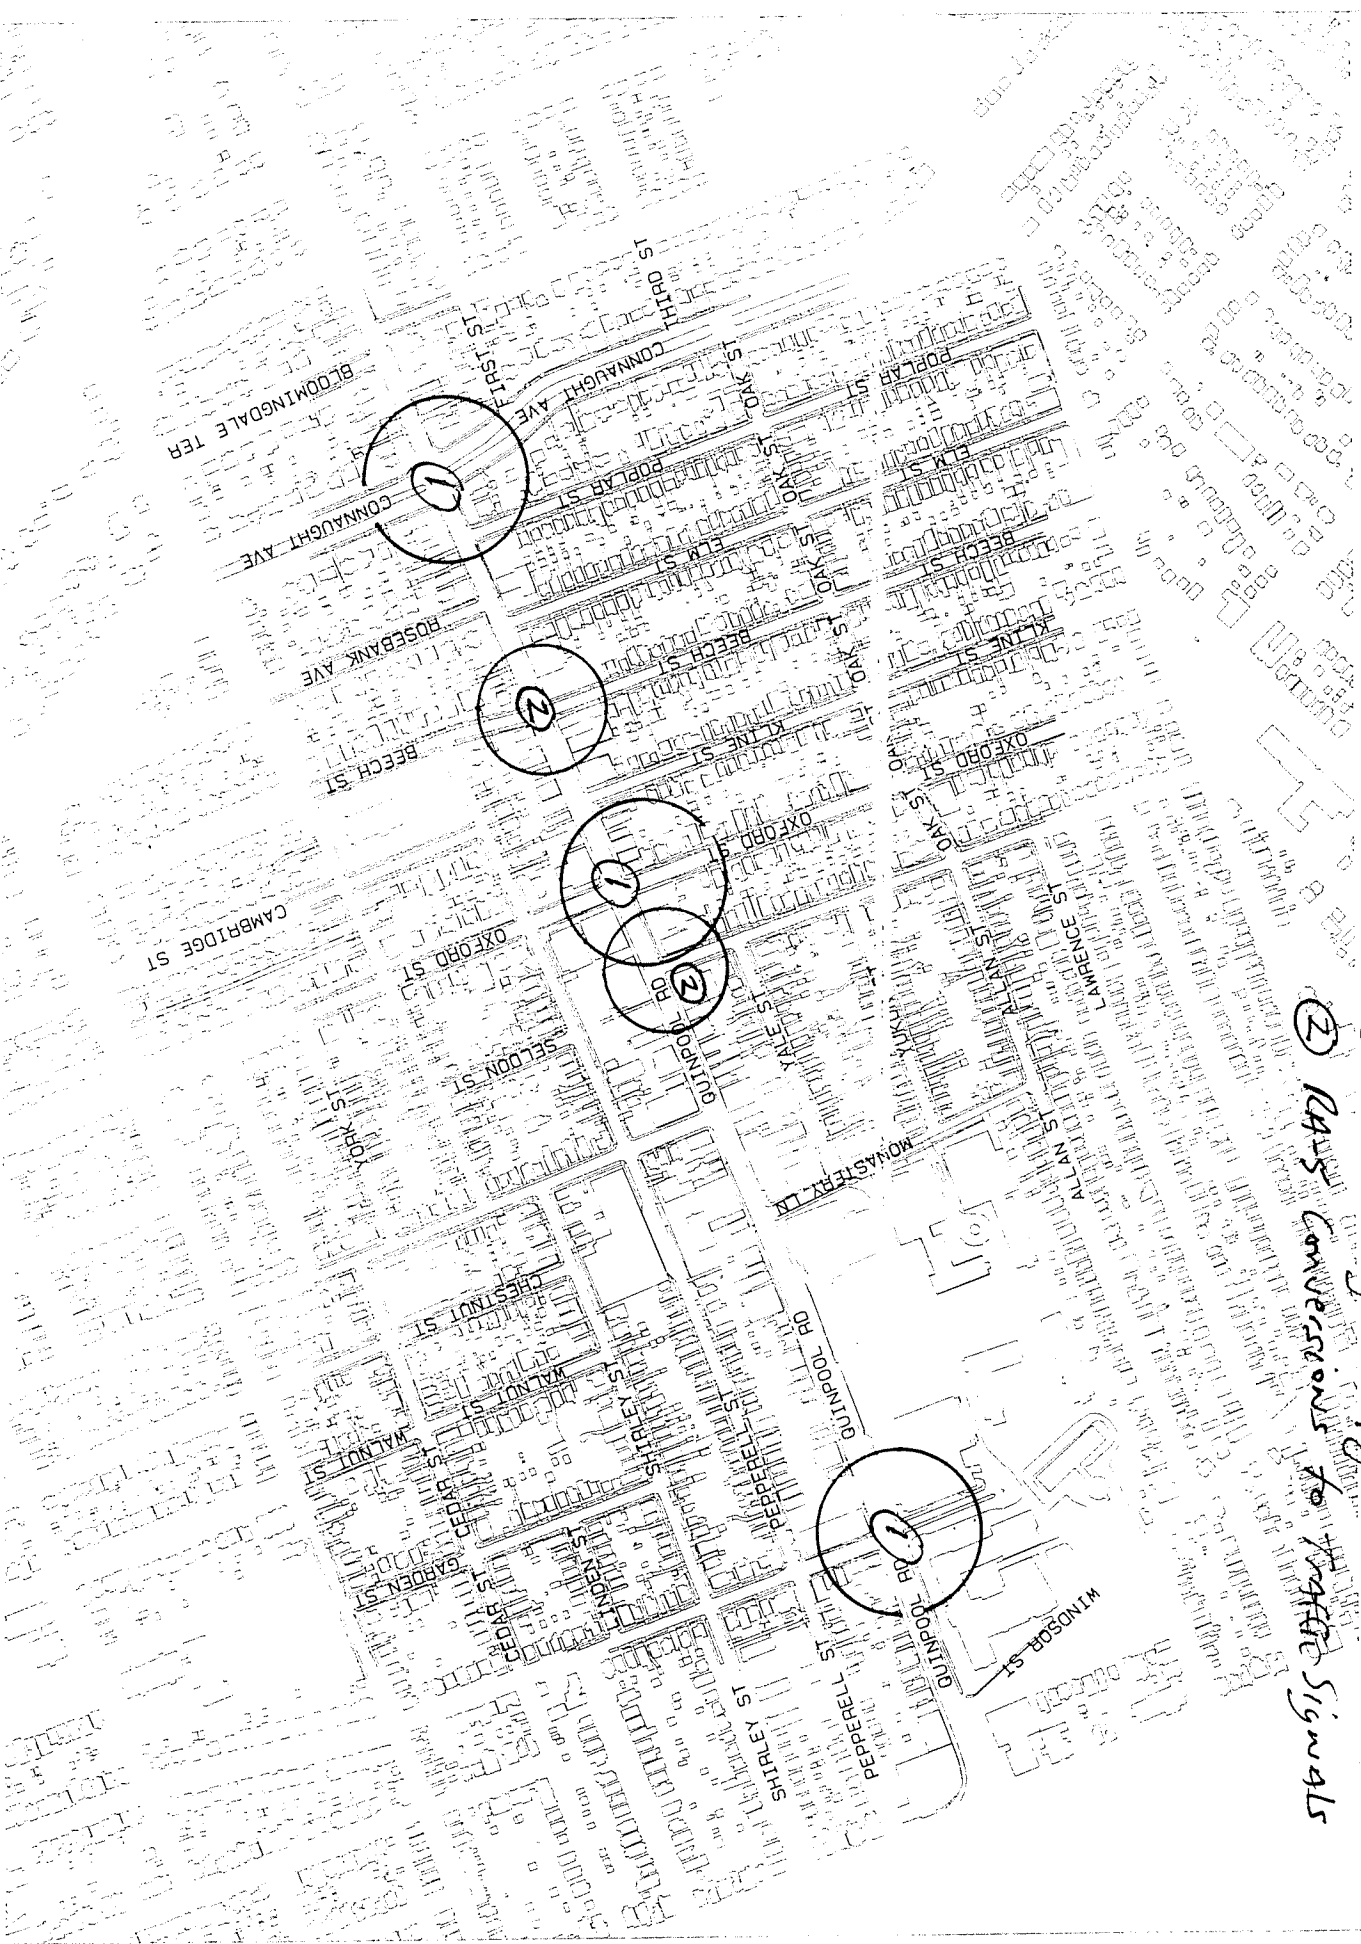 ② RA-5 Conversions to Traffic Signals
THIRD ST
FIRST ST
CONNAUGHT AVE
BLOOMINGDALE TER
OAK ST
POPLAR ST
CONNAUGHT AVE
①
POPLAR ST
OAK ST
ELM ST
ELM ST
OAK ST
BEECH ST
ROSEBANK AVE
BEECH ST
OAK ST
KLINE ST
②
KLINE ST
OAK
OXFORD ST
BEECH ST
OXFORD ST
OAK ST
①
CAMBRIDGE ST
OXFORD ST
LAWRENCE ST
ALLAN ST
②
QUINPOOL RD
YALE ST
YUKON
SELDON ST
YORK ST
ALLAN ST
MONASTERY LN
CHESTNUT ST
QUINPOOL RD
WALNUT ST
SHIRLEY ST
PEPPERELL ST
WALNUT ST
CEDAR ST
GARDEN ST
LINDEN ST
CEDAR ST
①
QUINPOOL RD
WINDSOR ST
SHIRLEY ST
PEPPERELL ST